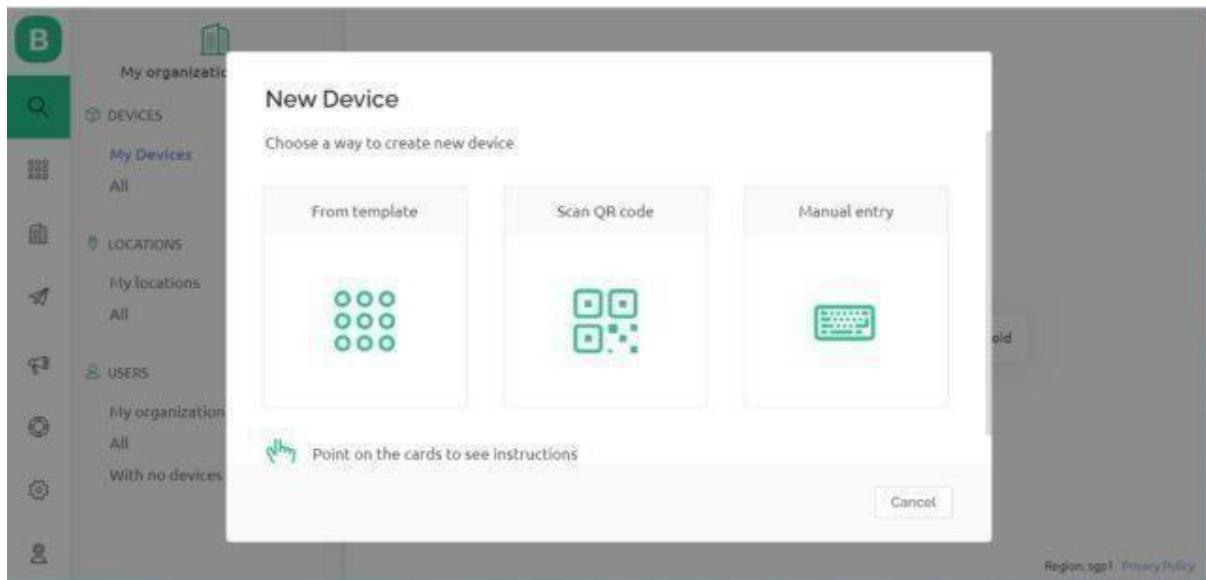 B
My organizatio
DEVICES
My Devices
All
LOCATIONS
My locations
All
USERS
My organization
All
With no devices
New Device
Choose a way to create new device
From template
Scan QR code
Manual entry
Point on the cards to see instructions
Cancel
oid
Region: sgp1 Privacy Policy